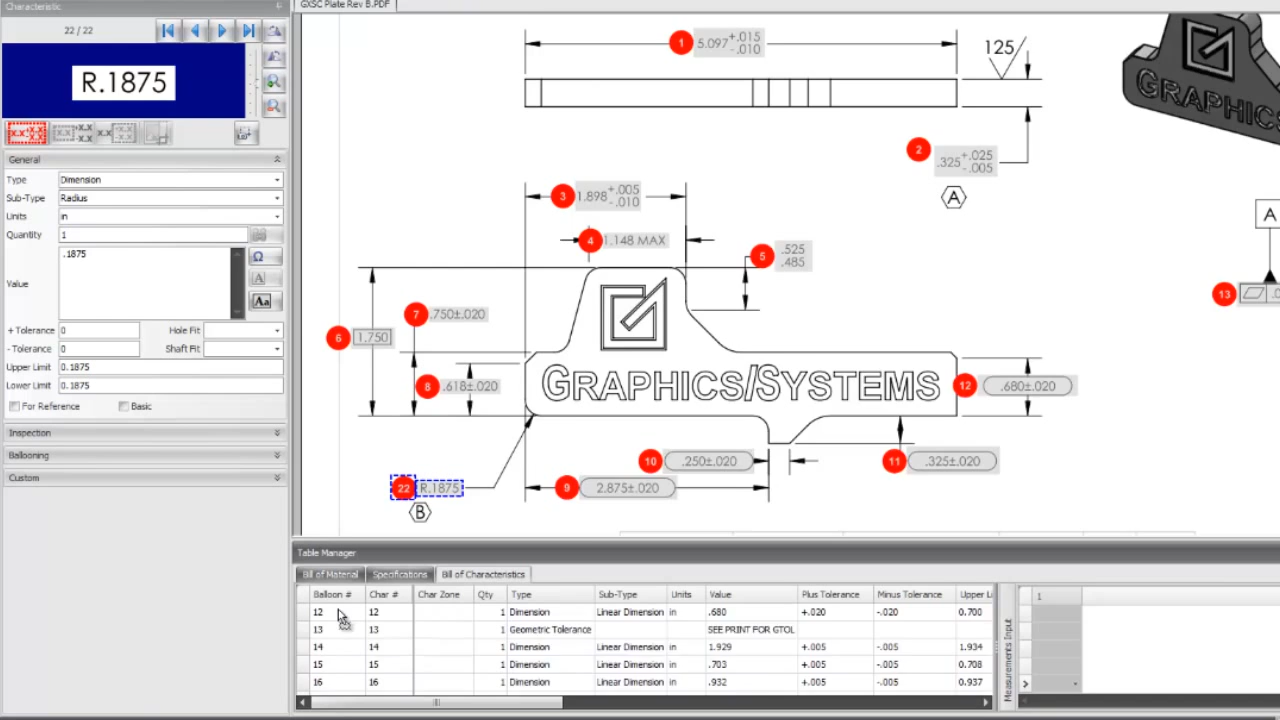 Characteristic
22 / 22
R.1875
General
Type Dimension
Sub-Type Radius
Units in
Quantity 1
Value .1875
+ Tolerance 0 Hole Fit
- Tolerance 0 Shaft Fit
Upper Limit 0.1875
Lower Limit 0.1875
For Reference Basic
Inspection
Ballooning
Custom
GXSC Plate Rev B.PDF
1 5.097 +.015 -.010
125
2 .325 +.025 -.005
A
3 1.898 +.005 -.010
4 1.148 MAX
5 .525
.485
6 1.750
7 .750±.020
8 .618±.020
GRAPHICS/SYSTEMS
12 .680±.020
10 .250±.020
11 .325±.020
9 2.875±.020
22 R.1875
B
A
13
Table Manager
Bill of Material Specifications Bill of Characteristics
Balloon # Char # Char Zone Qty Type Sub-Type Units Value Plus Tolerance Minus Tolerance Upper Li
12 12 1 Dimension Linear Dimension in .680 +.020 -.020 0.700
13 13 1 Geometric Tolerance SEE PRINT FOR GTOL
14 14 1 Dimension Linear Dimension in 1.929 +.005 -.005 1.934
15 15 1 Dimension Linear Dimension in .703 +.005 -.005 0.708
16 16 1 Dimension Linear Dimension in .932 +.005 -.005 0.937
Measurements Input
1